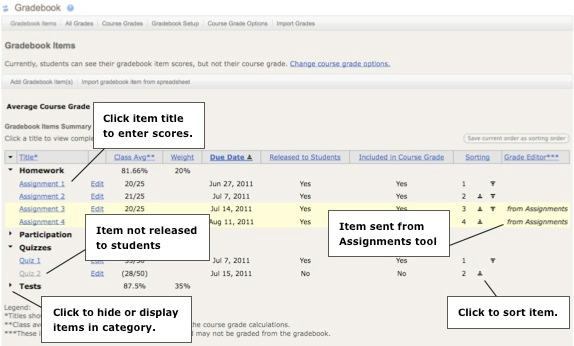 Gradebook
Gradebook Items | All Grades | Course Grades | Gradebook Setup | Course Grade Options | Import Grades
Gradebook Items
Currently, students can see their gradebook item scores, but not their course grade. Change course grade options.
Add Gradebook Item(s) | Import gradebook item from spreadsheet
Average Course Grade
Click item title
to enter scores.
Gradebook Items Summary
Click a title to view
Save current order as sorting order
Title* Class Avg** Weight Due Date Released to Students Included in Course Grade Sorting Grade Editor***
Homework 81.66% 20%
Assignment 1 Edit 20/25 Jun 27, 2011 Yes Yes 1
Assignment 2 Edit 21/25 Jul 7, 2011 Yes Yes 2
Assignment 3 Edit 20/25 Jul 14, 2011 Yes Yes 3 from Assignments
Assignment 4 Aug 11, 2011 4 from Assignments
Item not released
to students
Item sent from
Assignments tool
Participation
Quizzes
Quiz 1 Edit Jul 7, 2011 Yes Yes 1
Quiz 2 Edit (28/50) Jul 15, 2011 No No 2
Tests 87.5% 35%
Click to hide or display
items in category.
Click to sort item.
Legend:
*Titles
**Class the course grade calculations.
***These may not be graded from the gradebook.